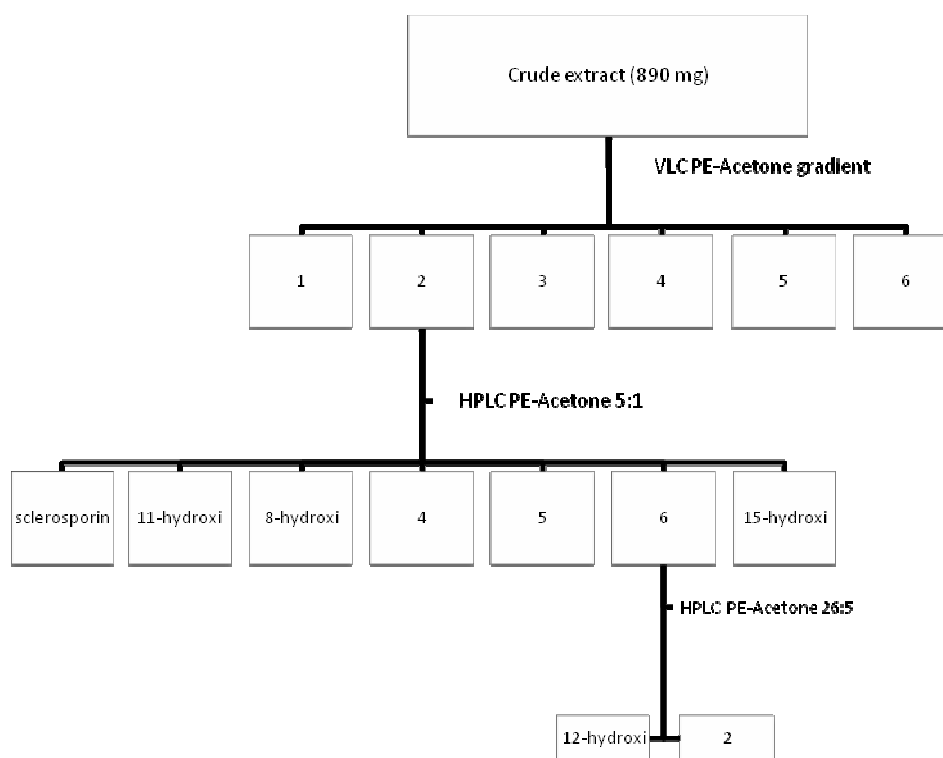 Crude extract (890 mg)
VLC PE-Acetone gradient
1
2
3
4
5
6
HPLC PE-Acetone 5:1
sclerosporin
11-hydroxi
8-hydroxi
4
5
6
15-hydroxi
HPLC PE-Acetone 26:5
12-hydroxi
2